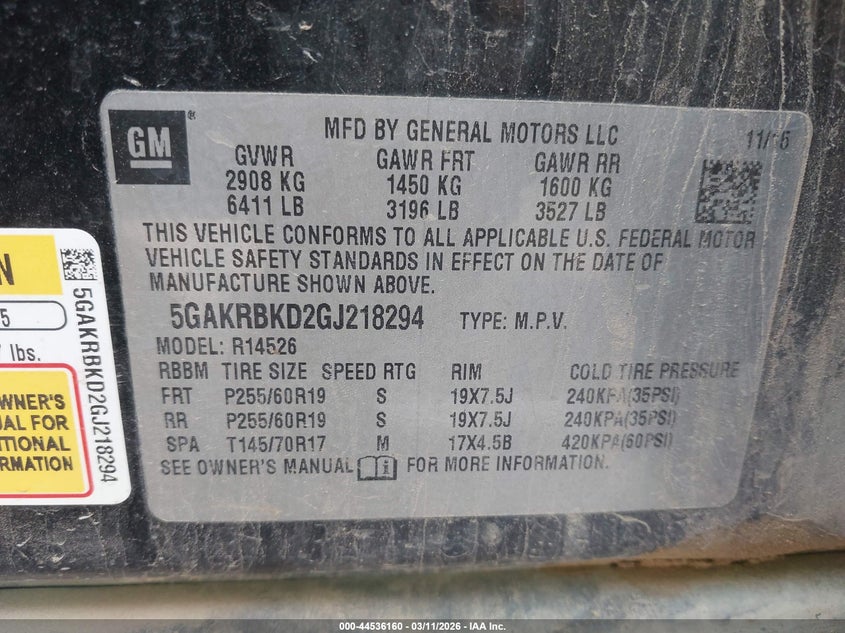 GM ®
MFD BY GENERAL MOTORS LLC 11/15
GVWR GAWR FRT GAWR RR
2908 KG 1450 KG 1600 KG
6411 LB 3196 LB 3527 LB
THIS VEHICLE CONFORMS TO ALL APPLICABLE U.S. FEDERAL MOTOR
VEHICLE SAFETY STANDARDS IN EFFECT ON THE DATE OF
MANUFACTURE SHOWN ABOVE.
5GAKRBKD2GJ218294 TYPE: M.P.V.
MODEL: R14526
RBBM TIRE SIZE SPEED RTG RIM COLD TIRE PRESSURE
FRT P255/60R19 S 19X7.5J 240KPA(35PSI)
RR P255/60R19 S 19X7.5J 240KPA(35PSI)
SPA T145/70R17 M 17X4.5B 420KPA(60PSI)
SEE OWNER'S MANUAL FOR MORE INFORMATION.
N
5
lbs.
OWNER'S
UAL FOR
ITIONAL
RMATION
5GAKRBKD2GJ218294
000-44536160 — 03/11/2026 — IAA Inc.